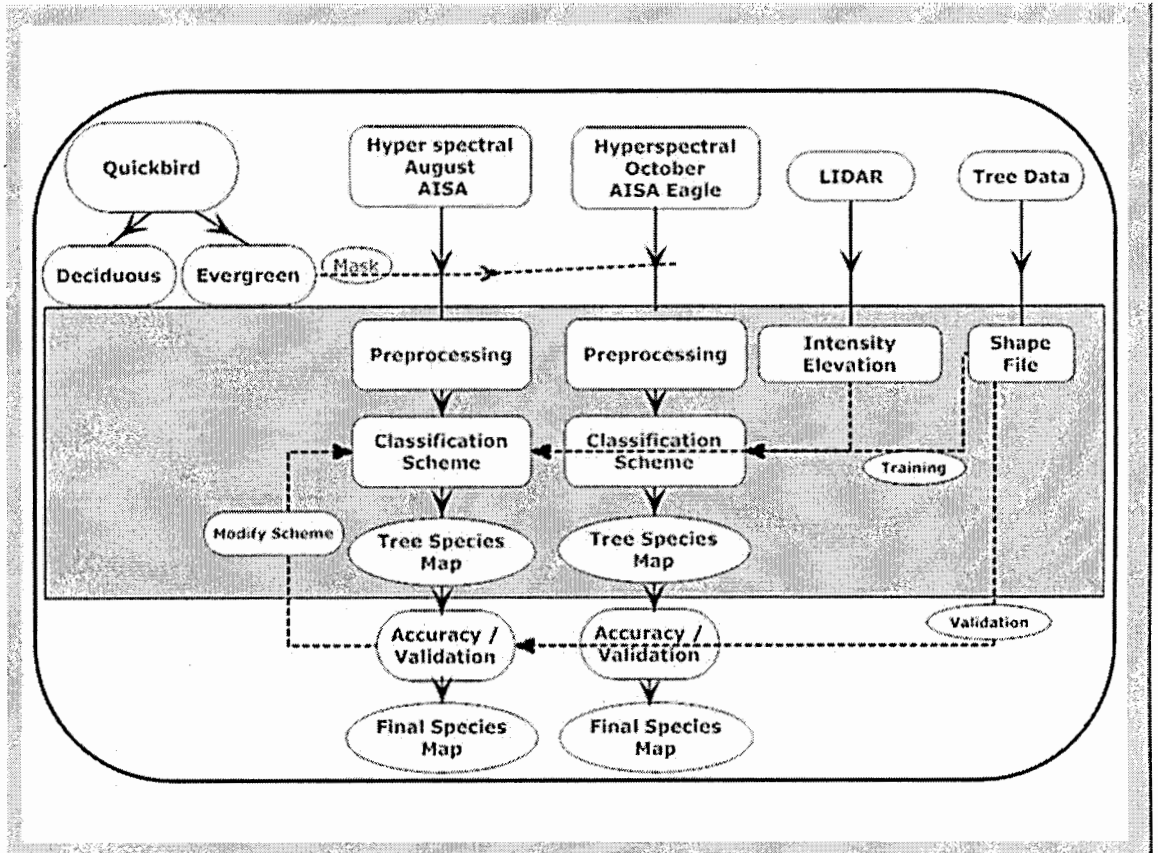 Quickbird
Hyper spectral
August
AISA
Hyperspectral
October
AISA Eagle
LIDAR
Tree Data
Deciduous
Evergreen
Mask
Preprocessing
Preprocessing
Intensity
Elevation
Shape
File
Classification
Scheme
Classification
Scheme
Training
Modify Scheme
Tree Species
Map
Tree Species
Map
Accuracy /
Validation
Accuracy /
Validation
Validation
Final Species
Map
Final Species
Map